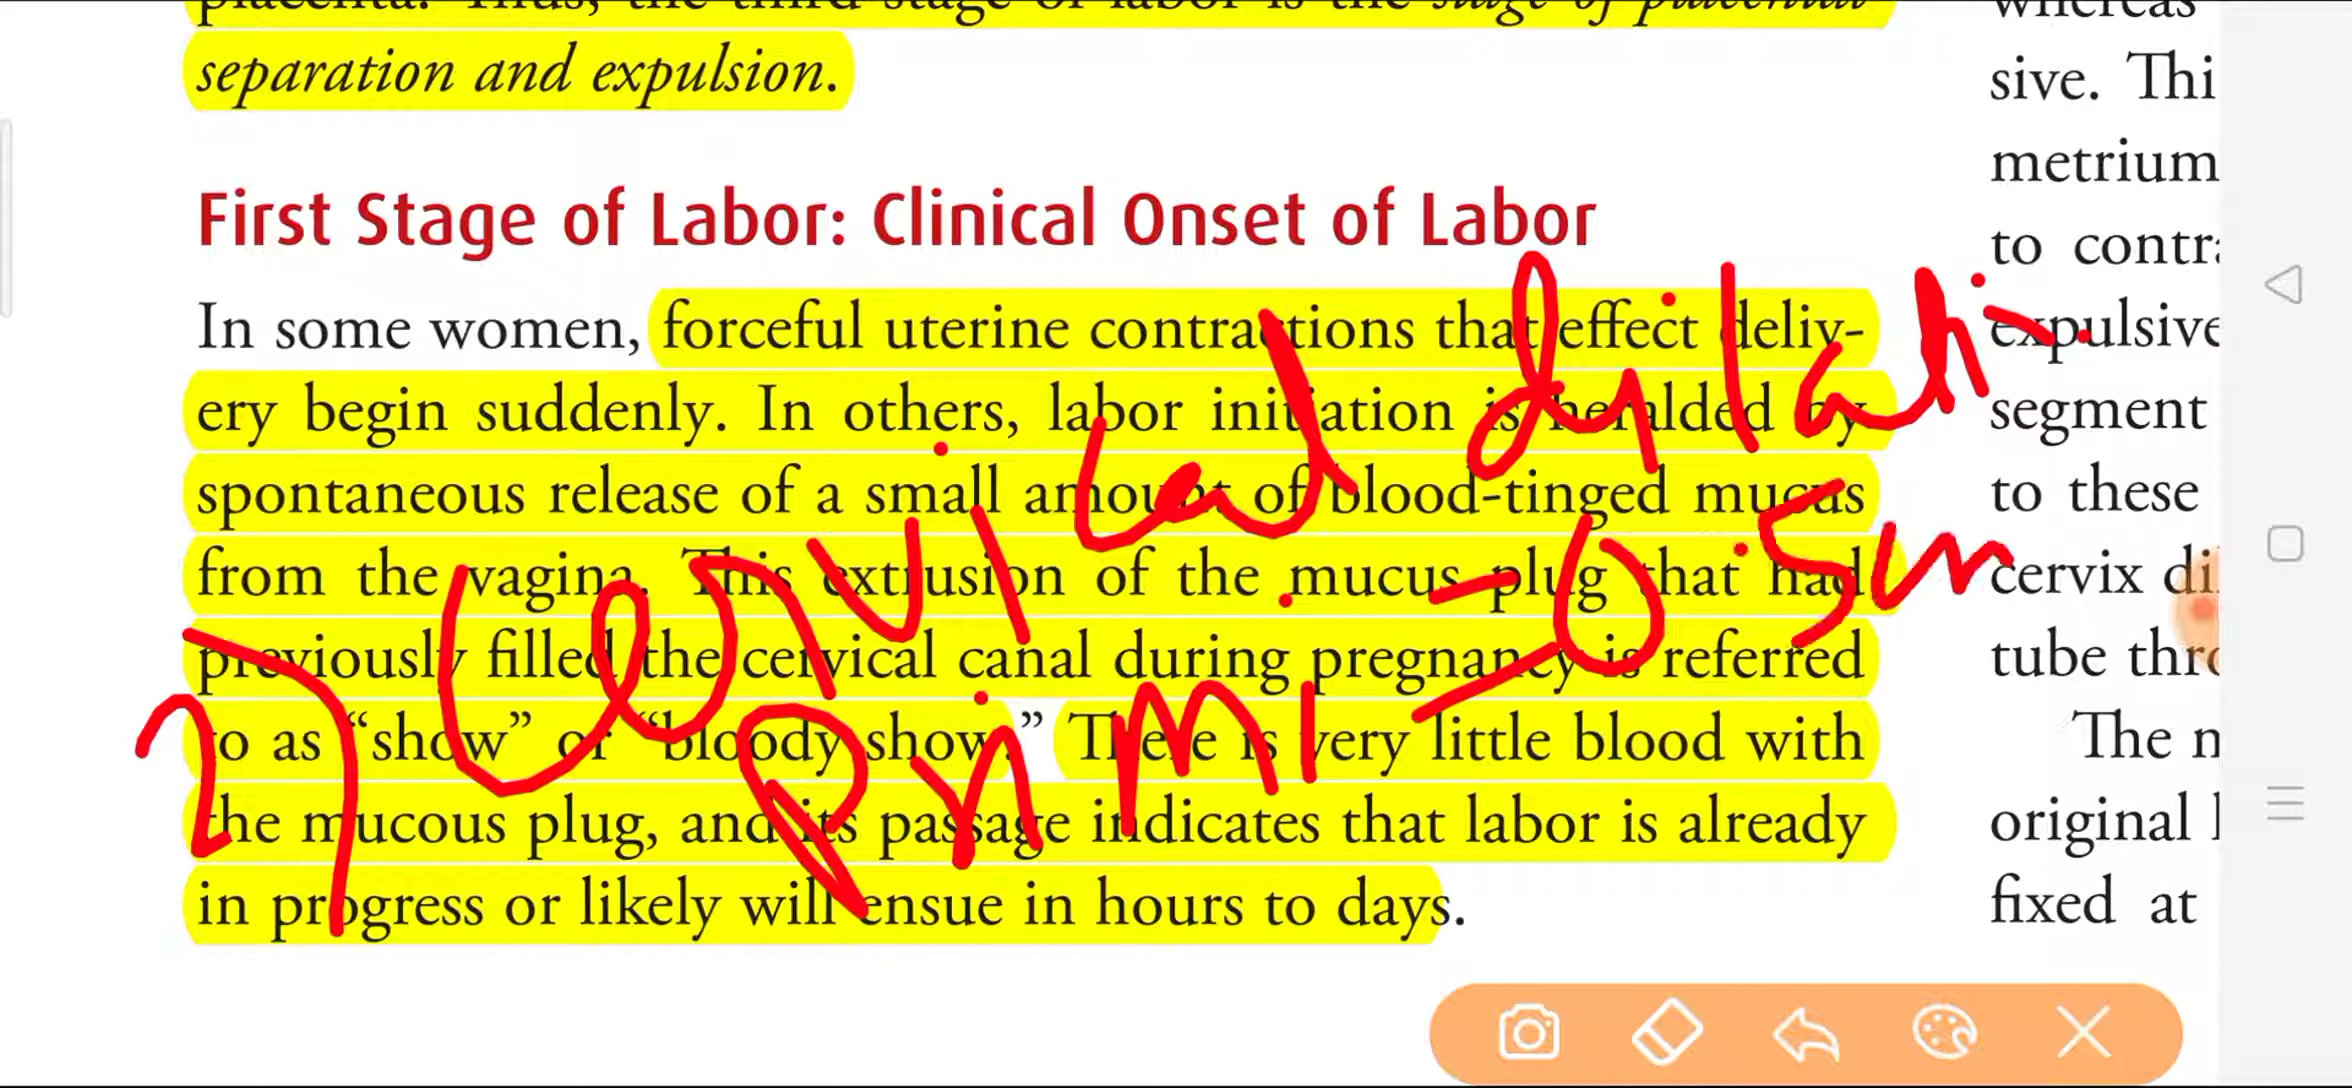 separation and expulsion.
First Stage of Labor: Clinical Onset of Labor
In some women, forceful uterine contractions that effect deliv-
ery begin suddenly. In others, labor initiation is heralded by
spontaneous release of a small amount of blood-tinged mucus
from the vagina. This extrusion of the mucus plug that had
previously filled the cervical canal during pregnancy is referred
to as “show” or “bloody show.” There is very little blood with
the mucous plug, and its passage indicates that labor is already
in progress or likely will ensue in hours to days.
2) Cervical
Primi
whereas
sive. Thi
metrium
to contr
expulsive
segment
to these
cervix di
tube thr
The n
original
fixed at